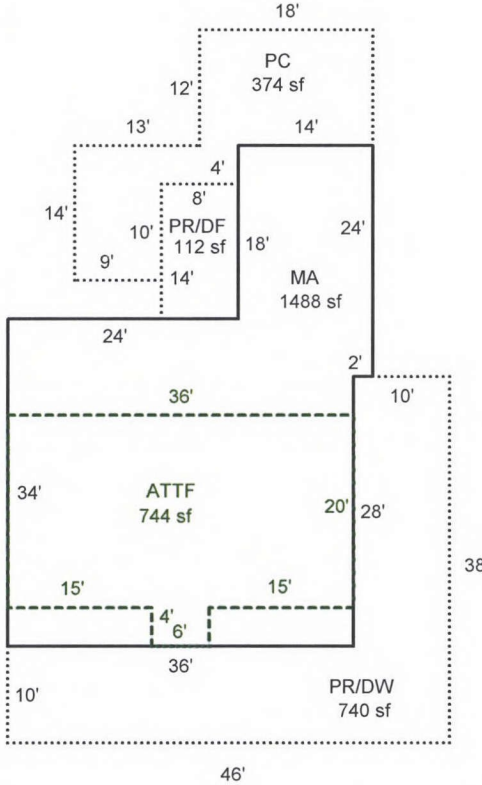 18'
PC
374 sf
12'
13'
14'
4'
8'
14'
10'
PR/DF
112 sf
18'
24'
9'
14'
MA
1488 sf
24'
2'
36'
10'
34'
ATTF
744 sf
20'
28'
38
15'
15'
4'
6'
36'
10'
PR/DW
740 sf
46'